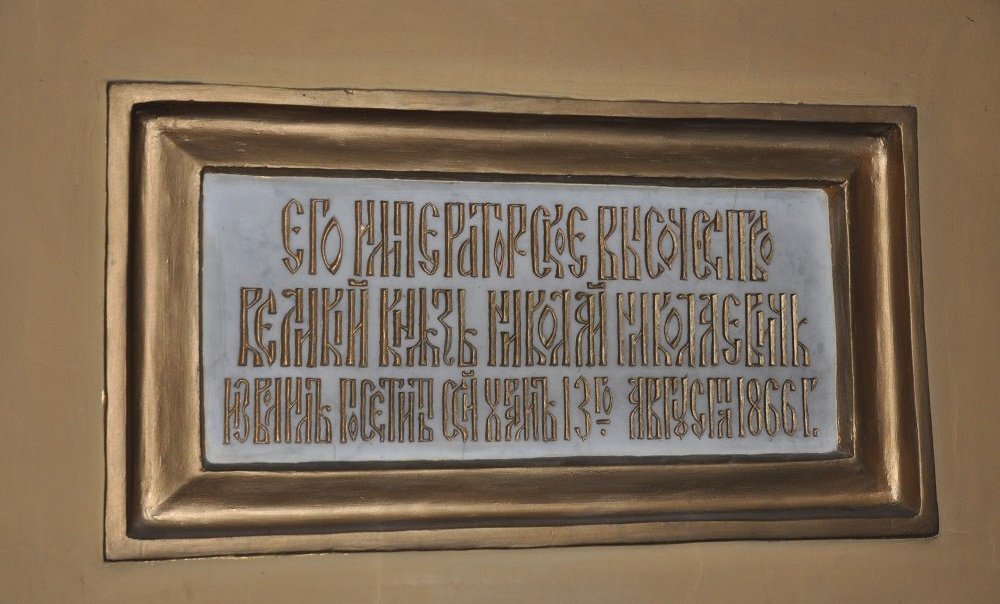 ЕГО ИМПЕРАТОРСКОЕ ВЫСОЧЕСТВО
ВЕЛИКІЙ КНЯЗЬ НИКОЛАЙ НИКОЛАЕВИЧЪ
ИЗВОЛИЛЪ ПОСЕТИТЬ СЕЙ ХРАМЪ 13ГО АВГУСТА 1866 Г.